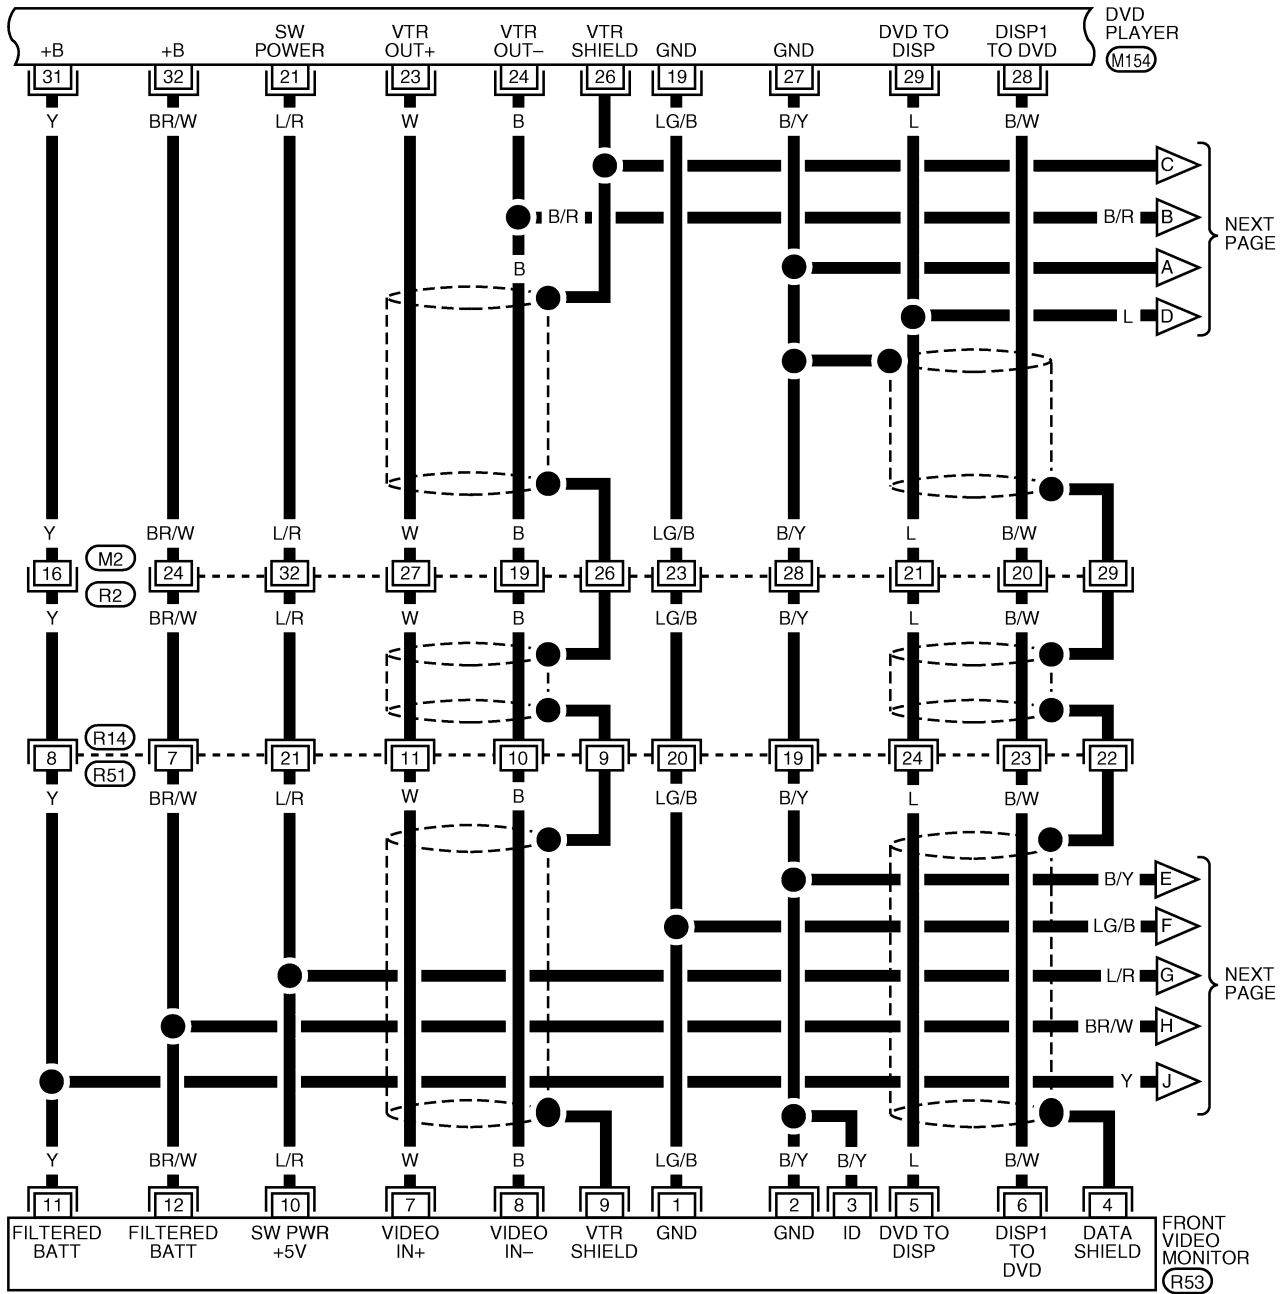 +B
+B
SW
POWER
VTR
OUT+
VTR
OUT–
VTR
SHIELD
GND
GND
DVD TO
DISP
DISP1
TO DVD
DVD
PLAYER
M154
31 32 21 23 24 26 19 27 29 28
Y BR/W L/R W B LG/B B/Y L B/W
C
B/R B/R B
A
B
L D
NEXT
PAGE
Y BR/W L/R W B LG/B B/Y L B/W
M2
16 24 32 27 19 26 23 28 21 20 29
R2
Y BR/W L/R W B LG/B B/Y L B/W
R14
8 7 21 11 10 9 20 19 24 23 22
R51
Y BR/W L/R W B LG/B B/Y L B/W
B/Y E
LG/B F
L/R G
BR/W H
Y J
NEXT
PAGE
Y BR/W L/R W B LG/B B/Y B/Y L B/W
11 12 10 7 8 9 1 2 3 5 6 4
FILTERED
BATT
FILTERED
BATT
SW PWR
+5V
VIDEO
IN+
VIDEO
IN–
VTR
SHIELD
GND
GND
ID
DVD TO
DISP
DISP1
TO
DVD
DATA
SHIELD
FRONT
VIDEO
MONITOR
R53